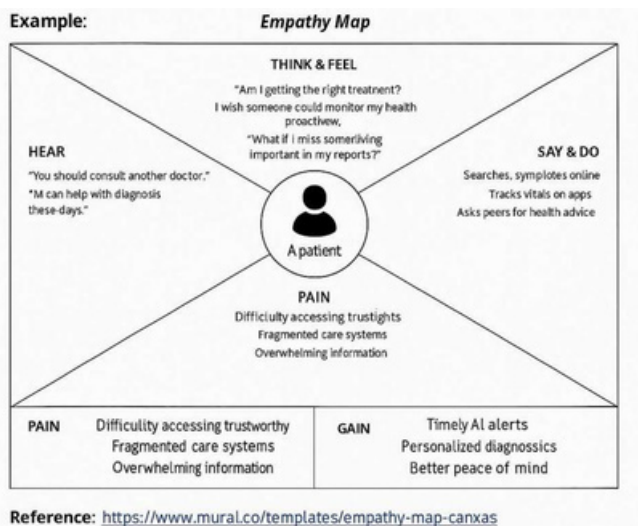 Example:
Empathy Map
THINK & FEEL
"Am I getting the right treatment?
I wish someone could monitor my health
proactivew,
"What if i miss somerliving
important in my reports?"
HEAR
"You should consult another doctor."
"M can help with diagnosis
these-days."
SAY & DO
Searches, symplotes online
Tracks vitals on apps
Asks peers for health advice
A patient
PAIN
Difficiulty accessing trustights
Fragmented care systems
Overwhelming information
PAIN
Difficulity accessing trustworthy
Fragmented care systems
Overwhelming information
GAIN
Timely AI alerts
Personalized diagnossics
Better peace of mind
Reference: https://www.mural.co/templates/empathy-map-canxas